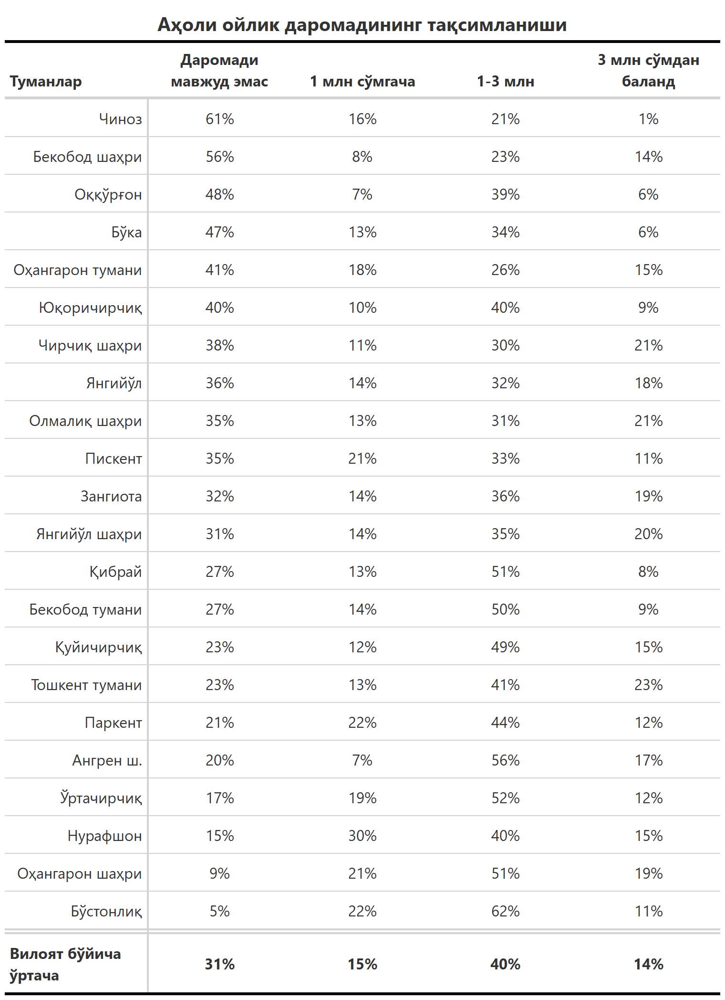 Аҳоли ойлик даромадининг тақсимланиши
Туманлар Даромади мавжуд эмас 1 млн сўмгача 1-3 млн 3 млн сўмдан баланд
Чиноз 61% 16% 21% 1%
Бекобод шаҳри 56% 8% 23% 14%
Оққўрғон 48% 7% 39% 6%
Бўка 47% 13% 34% 6%
Оҳангарон тумани 41% 18% 26% 15%
Юқоричирчиқ 40% 10% 40% 9%
Чирчиқ шаҳри 38% 11% 30% 21%
Янгийўл 36% 14% 32% 18%
Олмалиқ шаҳри 35% 13% 31% 21%
Пискент 35% 21% 33% 11%
Зангиота 32% 14% 36% 19%
Янгийўл шаҳри 31% 14% 35% 20%
Қибрай 27% 13% 51% 8%
Бекобод тумани 27% 14% 50% 9%
Қуйичирчиқ 23% 12% 49% 15%
Тошкент тумани 23% 13% 41% 23%
Паркент 21% 22% 44% 12%
Ангрен ш. 20% 7% 56% 17%
Ўртачирчиқ 17% 19% 52% 12%
Нурафшон 15% 30% 40% 15%
Оҳангарон шаҳри 9% 21% 51% 19%
Бўстонлиқ 5% 22% 62% 11%
Вилоят бўйича ўртача 31% 15% 40% 14%